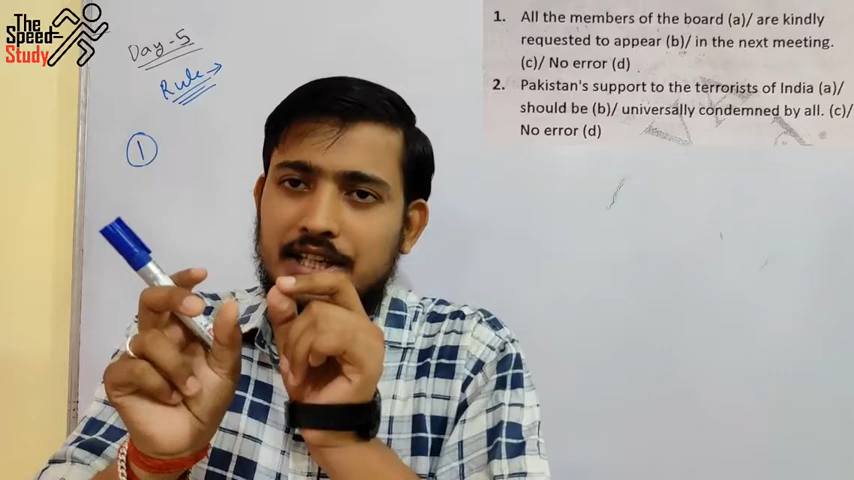 The
Speed
Study
Day-5
Rule→
1
1. All the members of the board (a)/ are kindly
requested to appear (b)/ in the next meeting.
(c)/ No error (d)
2. Pakistan's support to the terrorists of India (a)/
should be (b)/ universally condemned by all. (c)/
No error (d)